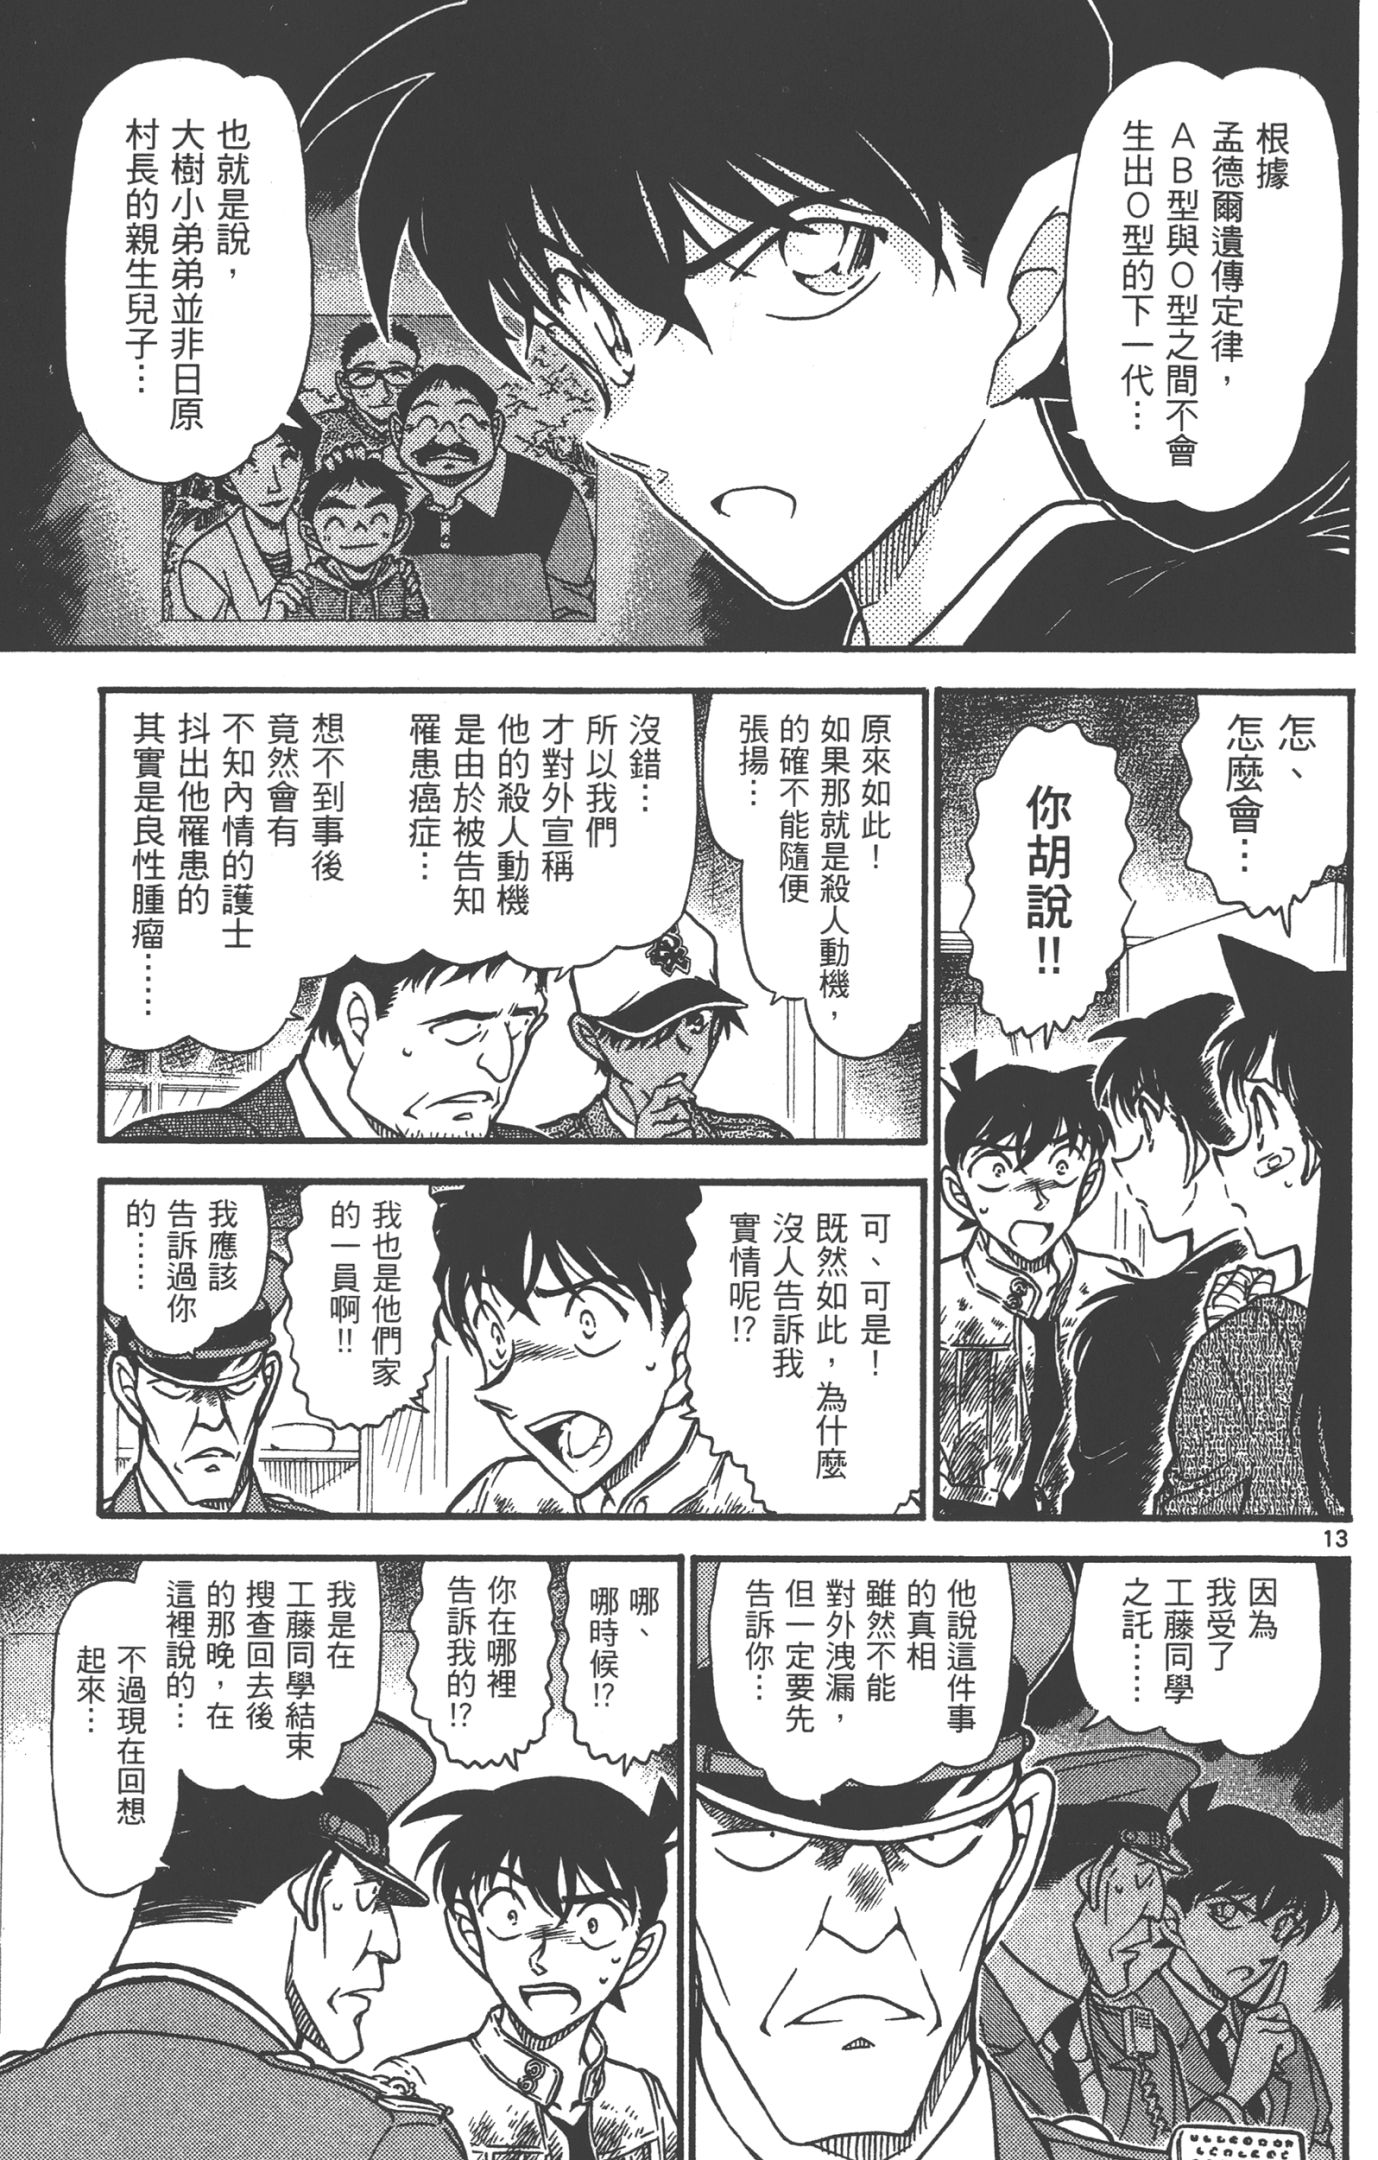 根據
孟德爾遺傳定律，
ＡＢ型與Ｏ型之間不會
生出Ｏ型的下一代…
也就是說，
大樹小弟弟並非日原
村長的親生兒子…
怎、
怎麼會…
你胡說!!
原來如此！
如果那就是殺人動機，
的確不能隨便
張揚…
沒錯…
所以我們
才對外宣稱
他的殺人動機
是由於被告知
罹患癌症…
想不到事後
竟然會有
不知內情的護士
抖出他罹患的
其實是良性腫瘤……
可、可是！
既然如此，為什麼
沒人告訴我
實情呢!?
我也是他們家
的一員啊!!
我應該
告訴過你
的……
13
因為
我受了
工藤同學
之託……
他說這件事
的真相
雖然不能
對外洩漏，
但一定要先
告訴你…
哪、
哪時候!?
你在哪裡
告訴我的!?
我是在
工藤同學結束
搜查回去後
的那晚，在
這裡說的…
不過現在回想
起來…